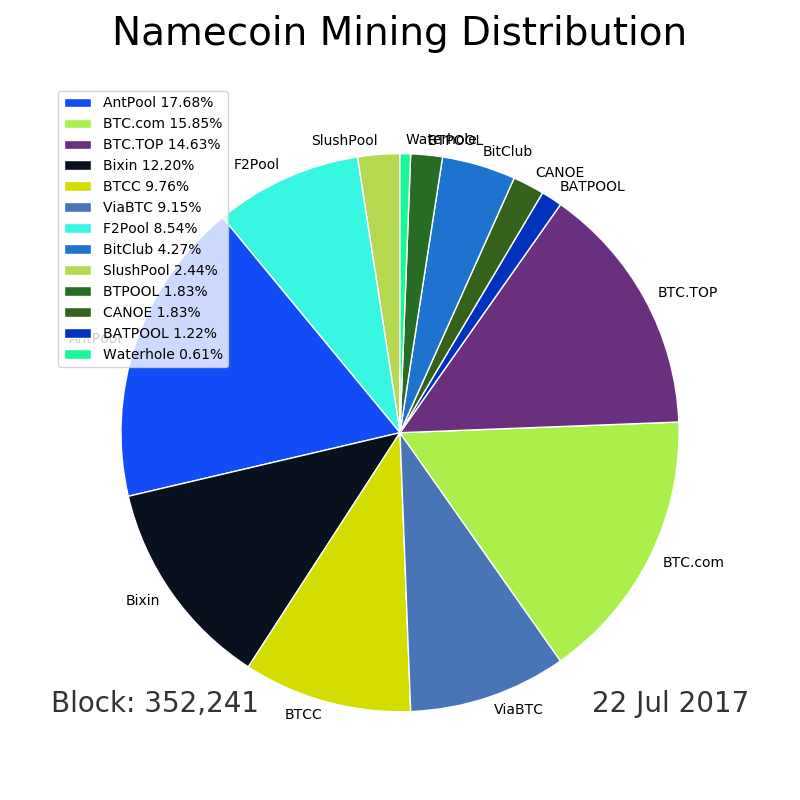 Namecoin Mining Distribution
AntPool 17.68%
BTC.com 15.85%
BTC.TOP 14.63%
Bixin 12.20%
BTCC 9.76%
ViaBTC 9.15%
F2Pool 8.54%
BitClub 4.27%
SlushPool 2.44%
BTPOOL 1.83%
CANOE 1.83%
BATPOOL 1.22%
Waterhole 0.61%
SlushPool
Waterhole
BTPOOL
BitClub
F2Pool
CANOE
BATPOOL
BTC.TOP
AntPool
BTC.com
Bixin
Block: 352,241
22 Jul 2017
ViaBTC
BTCC